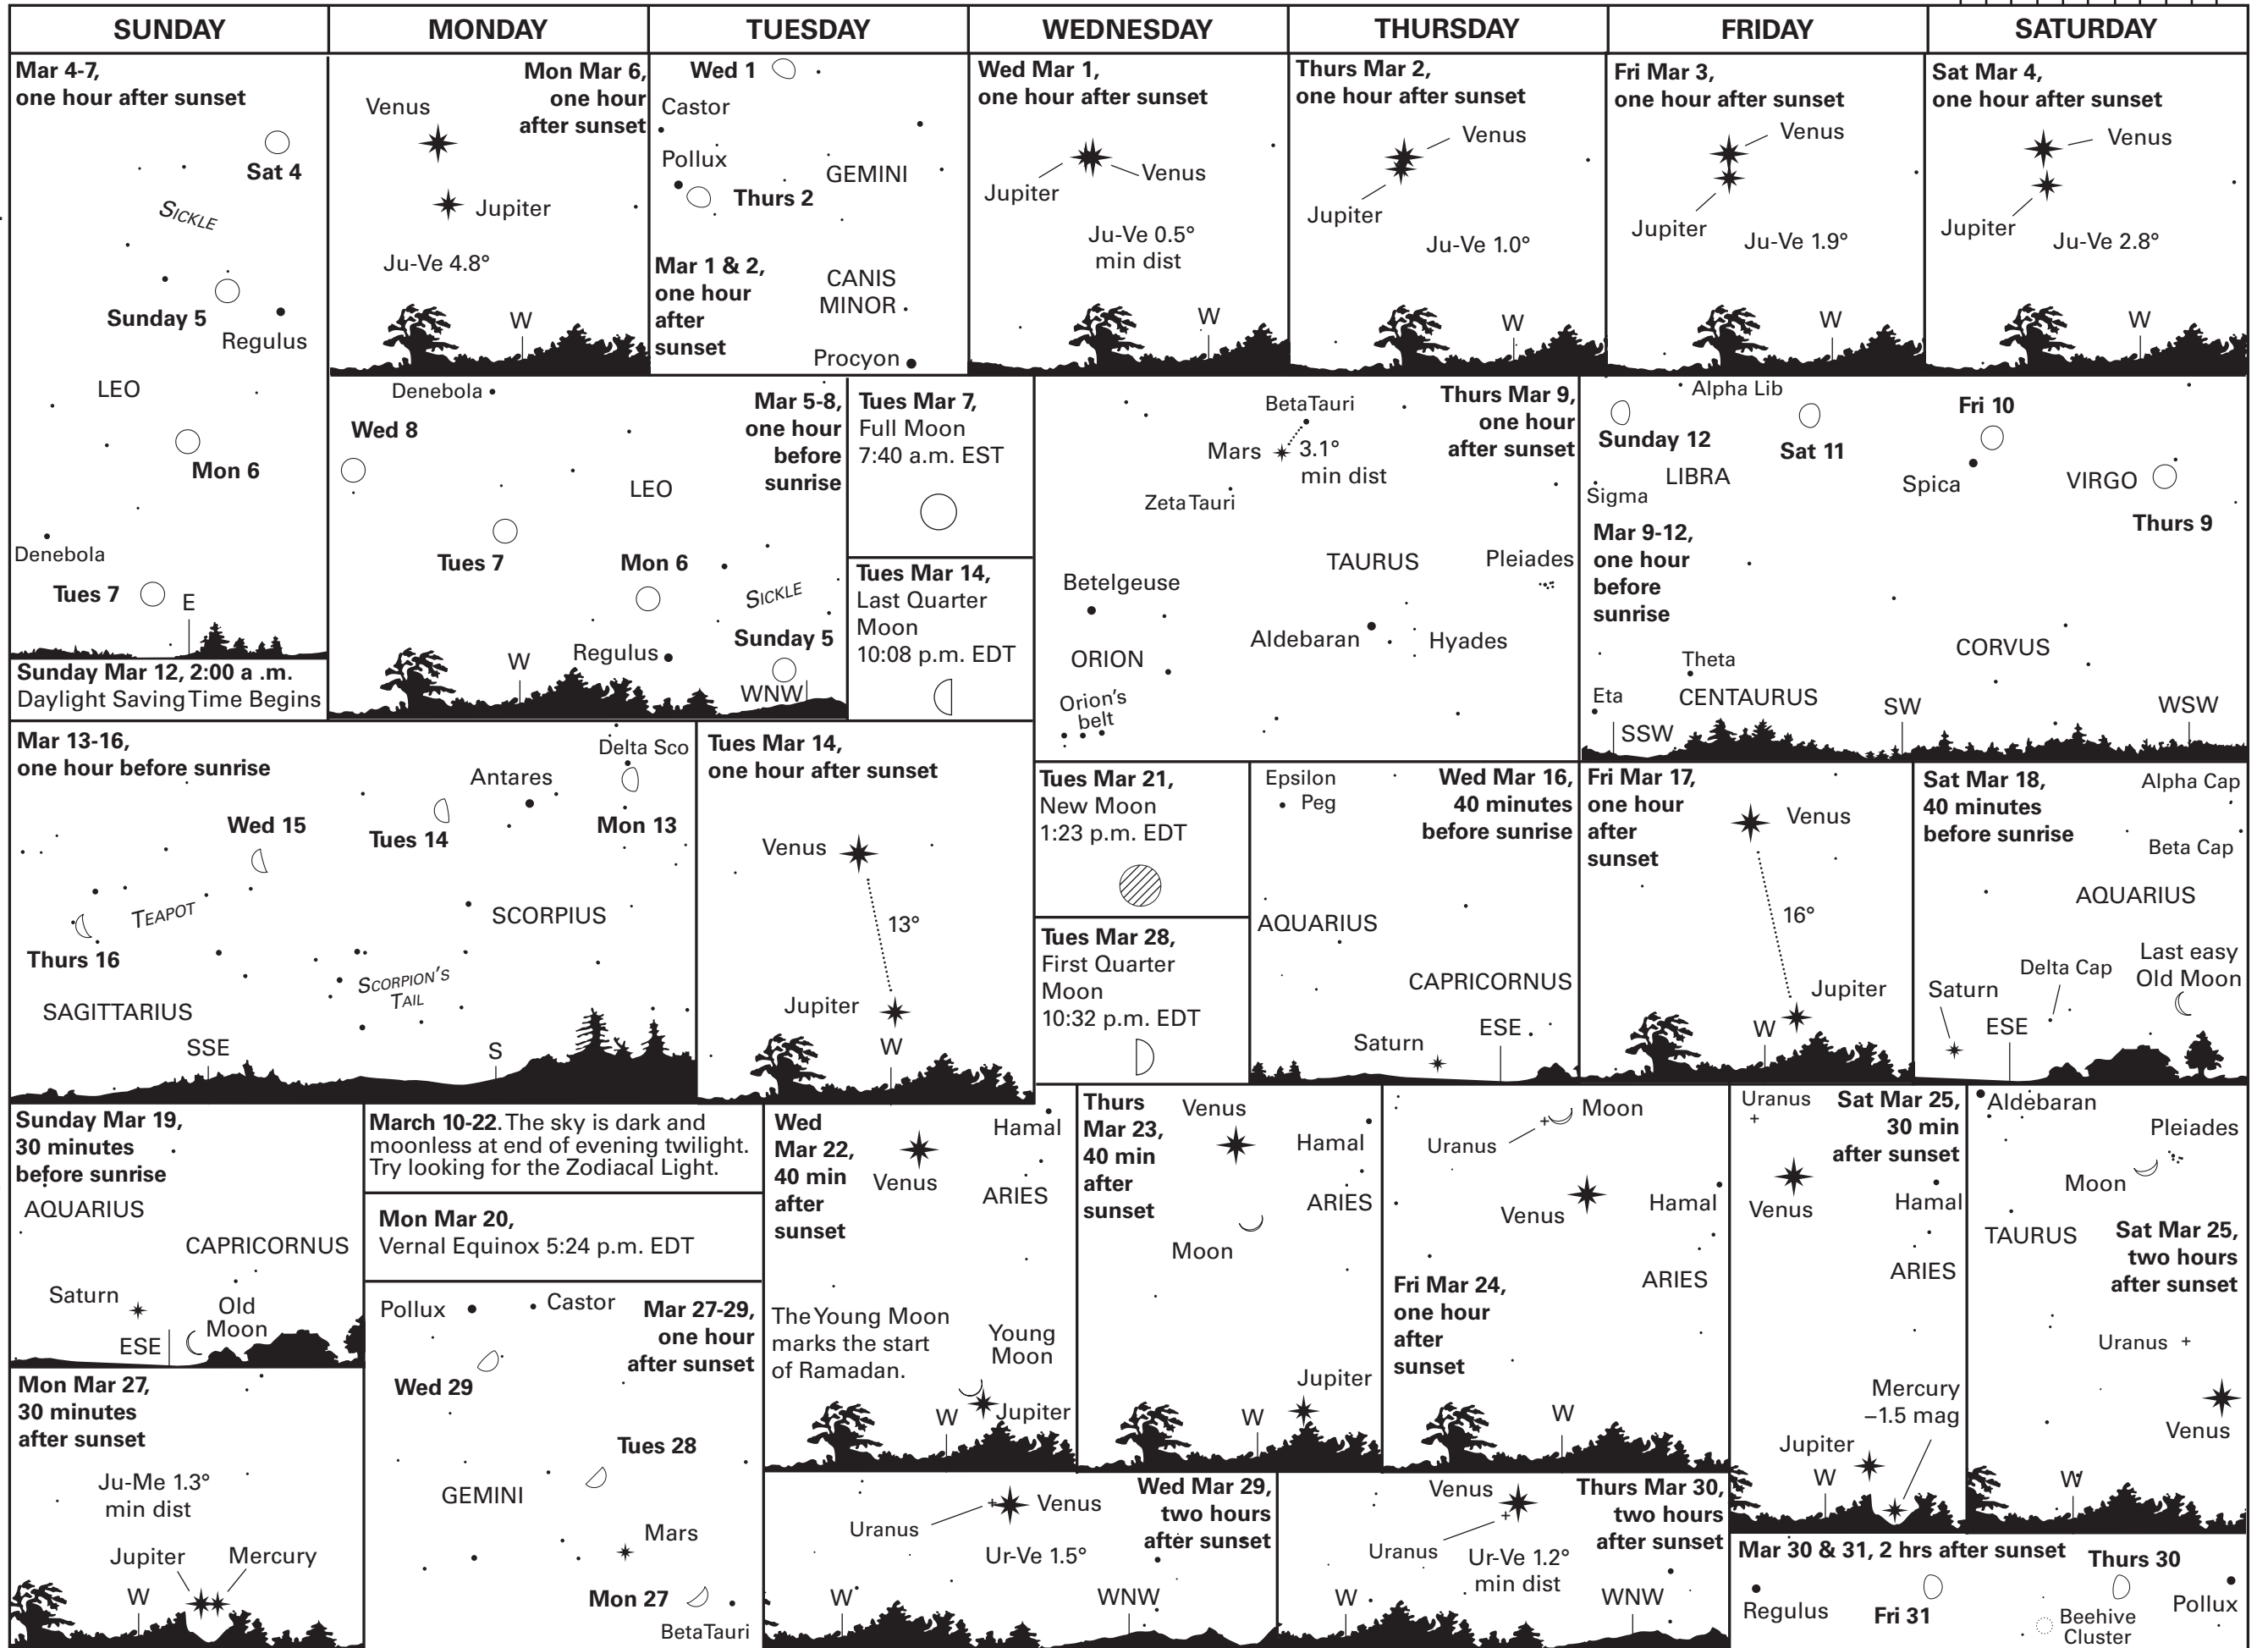 SUNDAY
MONDAY
TUESDAY
WEDNESDAY
THURSDAY
FRIDAY
SATURDAY
Mar 4-7,
one hour after sunset
Sat 4
SICKLE
Sunday 5
Regulus
LEO
Mon 6
Denebola
Tues 7
E
Sunday Mar 12, 2:00 a .m.
Daylight Saving Time Begins
Mon Mar 6,
one hour
after sunset
Venus
Jupiter
Ju-Ve 4.8°
W
Wed 1
Castor
Pollux
GEMINI
Thurs 2
Mar 1 & 2,
one hour
after
sunset
CANIS
MINOR
Procyon
Wed Mar 1,
one hour after sunset
Jupiter
Venus
Ju-Ve 0.5°
min dist
W
Thurs Mar 2,
one hour after sunset
Venus
Jupiter
Ju-Ve 1.0°
W
Fri Mar 3,
one hour after sunset
Venus
Jupiter
Ju-Ve 1.9°
W
Sat Mar 4,
one hour after sunset
Venus
Jupiter
Ju-Ve 2.8°
W
Denebola
Mar 5-8,
one hour
before
sunrise
Wed 8
LEO
Tues 7
Mon 6
SICKLE
Sunday 5
Regulus
W
WNW
Tues Mar 7,
Full Moon
7:40 a.m. EST
Tues Mar 14,
Last Quarter
Moon
10:08 p.m. EDT
Thurs Mar 9,
one hour
after sunset
Beta Tauri
Mars
3.1°
min dist
Zeta Tauri
TAURUS
Pleiades
Betelgeuse
Aldebaran
Hyades
ORION
Orion's
belt
Alpha Lib
Fri 10
Sunday 12
Sat 11
LIBRA
Sigma
Spica
VIRGO
Thurs 9
Mar 9-12,
one hour
before
sunrise
CORVUS
Theta
Eta
CENTAURUS
SSW
SW
WSW
Mar 13-16,
one hour before sunrise
Delta Sco
Antares
Wed 15
Tues 14
Mon 13
TEAPOT
SCORPIUS
Thurs 16
SCORPION'S
TAIL
SAGITTARIUS
SSE
S
Tues Mar 14,
one hour after sunset
Venus
13°
Jupiter
W
Tues Mar 21,
New Moon
1:23 p.m. EDT
Tues Mar 28,
First Quarter
Moon
10:32 p.m. EDT
Epsilon
Peg
Wed Mar 16,
40 minutes
before sunrise
AQUARIUS
CAPRICORNUS
ESE
Saturn
Fri Mar 17,
one hour
after
sunset
Venus
16°
Jupiter
W
Sat Mar 18,
40 minutes
before sunrise
Alpha Cap
Beta Cap
AQUARIUS
Last easy
Old Moon
Delta Cap
Saturn
ESE
Sunday Mar 19,
30 minutes
before sunrise
AQUARIUS
CAPRICORNUS
Saturn
Old
Moon
ESE
March 10-22. The sky is dark and
moonless at end of evening twilight.
Try looking for the Zodiacal Light.
Mon Mar 20,
Vernal Equinox 5:24 p.m. EDT
Wed
Mar 22,
40 min
after
sunset
Hamal
Venus
ARIES
The Young Moon
marks the start
of Ramadan.
Young
Moon
W
Jupiter
Thurs
Mar 23,
40 min
after
sunset
Venus
Hamal
ARIES
Moon
Jupiter
W
Moon
Uranus
Hamal
Venus
ARIES
Fri Mar 24,
one hour
after
sunset
W
Uranus
Sat Mar 25,
30 min
after sunset
Venus
Hamal
ARIES
Mercury
–1.5 mag
Jupiter
W
Aldebaran
Pleiades
Moon
TAURUS
Sat Mar 25,
two hours
after sunset
Uranus
Venus
W
Mon Mar 27,
30 minutes
after sunset
Ju-Me 1.3°
min dist
Jupiter
Mercury
W
Pollux
Castor
Mar 27-29,
one hour
after sunset
Wed 29
Tues 28
GEMINI
Mars
Mon 27
Beta Tauri
Wed Mar 29,
two hours
after sunset
Venus
Uranus
Ur-Ve 1.5°
W
WNW
Thurs Mar 30,
two hours
after sunset
Venus
Uranus
Ur-Ve 1.2°
min dist
W
WNW
Mar 30 & 31, 2 hrs after sunset
Thurs 30
Regulus
Fri 31
Beehive
Cluster
Pollux